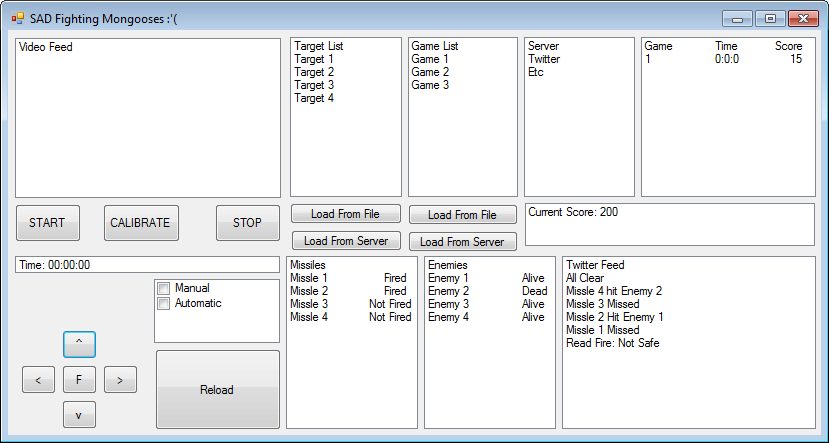 SAD Fighting Mongooses :'(
Video Feed
Target List
Target 1
Target 2
Target 3
Target 4
Game List
Game 1
Game 2
Game 3
Server
Twitter
Etc
Game Time Score
1 0:0:0 15
START CALIBRATE STOP
Load From File
Load From Server
Load From File
Load From Server
Current Score: 200
Time: 00:00:00
Manual
Automatic
^
< F >
v
Reload
Missiles
Missle 1 Fired
Missle 2 Fired
Missle 3 Not Fired
Missle 4 Not Fired
Enemies
Enemy 1 Alive
Enemy 2 Dead
Enemy 3 Alive
Enemy 4 Alive
Twitter Feed
All Clear
Missle 4 hit Enemy 2
Missle 3 Missed
Missle 2 Hit Enemy 1
Missle 1 Missed
Read Fire: Not Safe